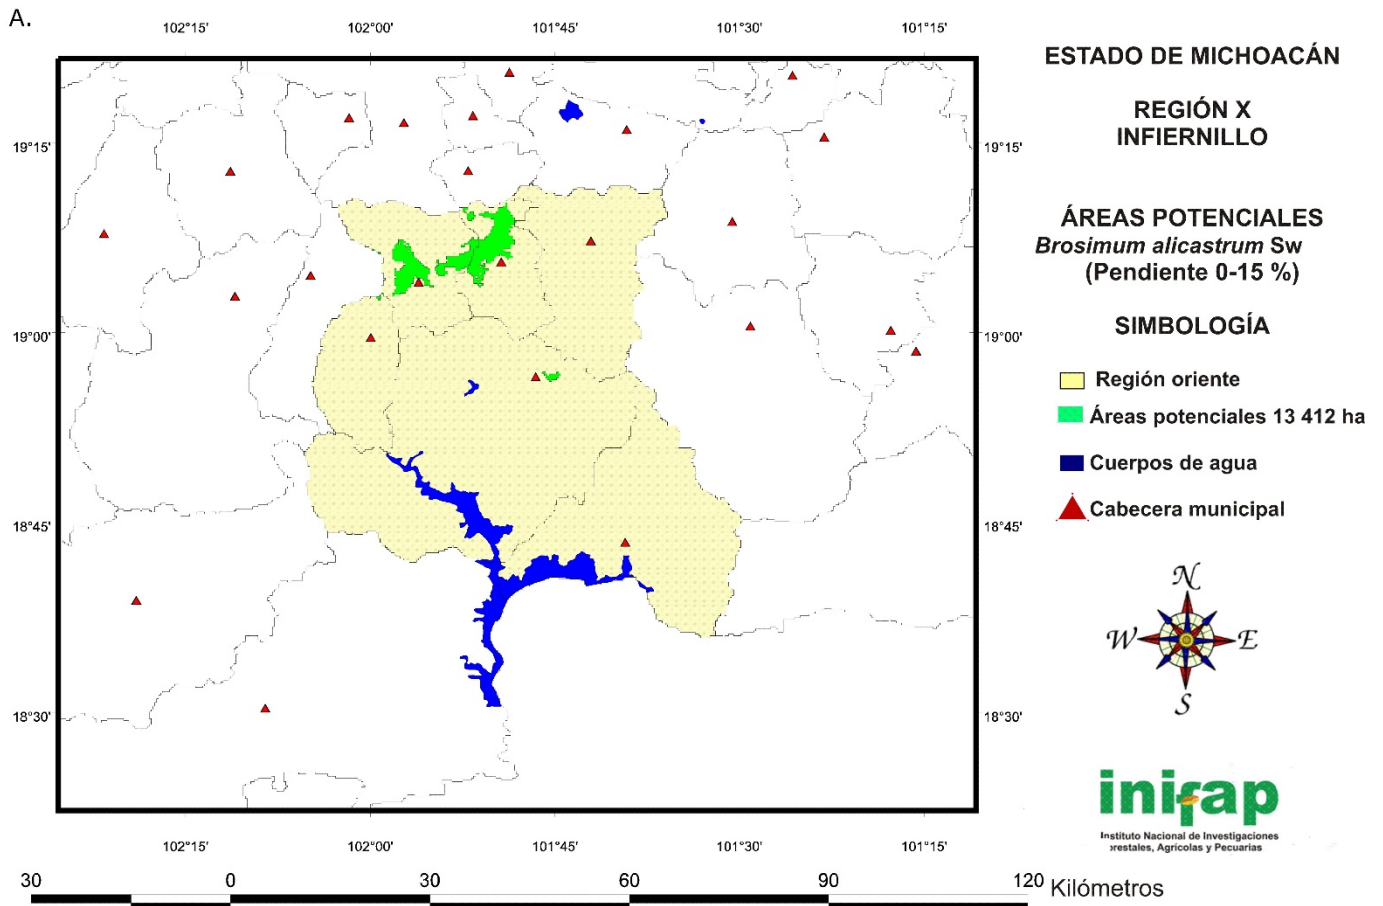 A.
102°15' 102°00' 101°45' 101°30' 101°15'
ESTADO DE MICHOACÁN
REGIÓN X
INFIERNILLO
19°15' 19°15'
ÁREAS POTENCIALES
Brosimum alicastrum Sw
(Pendiente 0-15 %)
SIMBOLOGÍA
19°00' 19°00'
Región oriente
Áreas potenciales 13 412 ha
Cuerpos de agua
Cabecera municipal
18°45' 18°45'
N
W E
S
18°30' 18°30'
inifap
Instituto Nacional de Investigaciones
orestales, Agrícolas y Pecuarias
102°15' 102°00' 101°45' 101°30' 101°15'
30 0 30 60 90 120 Kilómetros